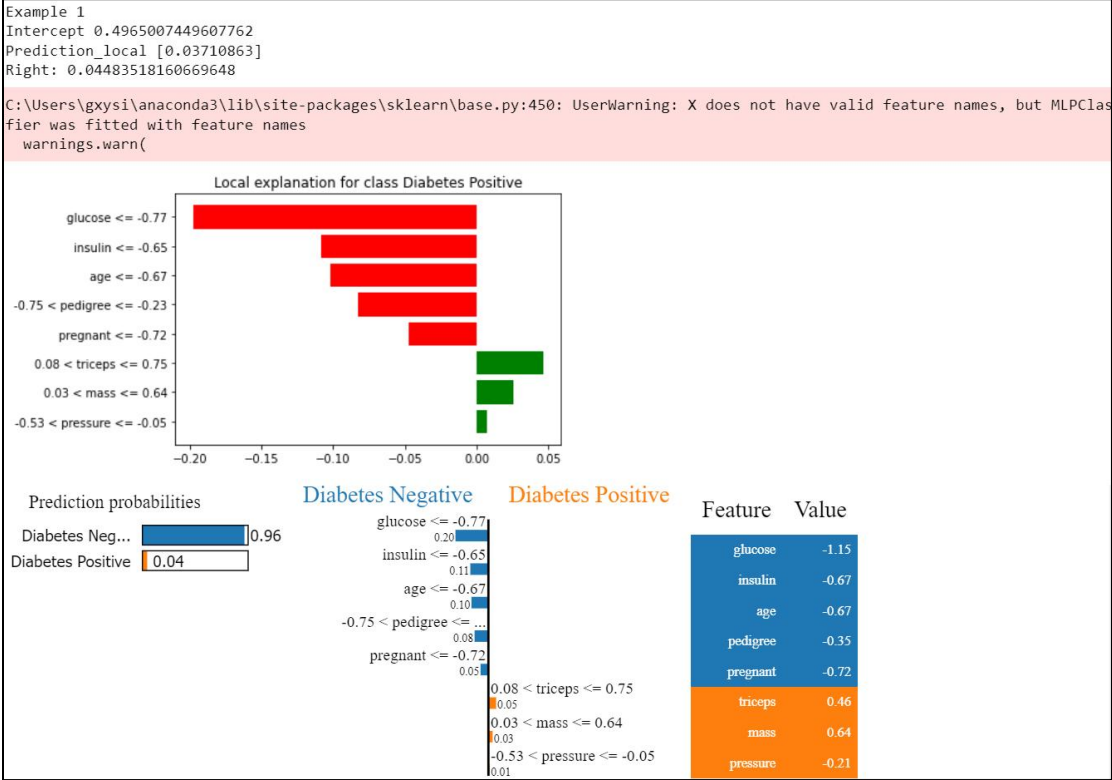 Example 1
Intercept 0.4965007449607762
Prediction_local [0.03710863]
Right: 0.04483518160669648
C:\Users\gxysi\anaconda3\lib\site-packages\sklearn\base.py:450: UserWarning: X does not have valid feature names, but MLPClas
fier was fitted with feature names
warnings.warn(
Local explanation for class Diabetes Positive
glucose <= -0.77
insulin <= -0.65
age <= -0.67
-0.75 < pedigree <= -0.23
pregnant <= -0.72
0.08 < triceps <= 0.75
0.03 < mass <= 0.64
-0.53 < pressure <= -0.05
−0.20 −0.15 −0.10 −0.05 0.00 0.05
Prediction probabilities
Diabetes Neg... 0.96
Diabetes Positive 0.04
Diabetes Negative Diabetes Positive
glucose <= -0.77
0.20
insulin <= -0.65
0.11
age <= -0.67
0.10
-0.75 < pedigree <= ...
0.08
pregnant <= -0.72
0.05
0.08 < triceps <= 0.75
0.05
0.03 < mass <= 0.64
0.03
-0.53 < pressure <= -0.05
0.01
Feature Value
glucose -1.15
insulin -0.67
age -0.67
pedigree -0.35
pregnant -0.72
triceps 0.46
mass 0.64
pressure -0.21